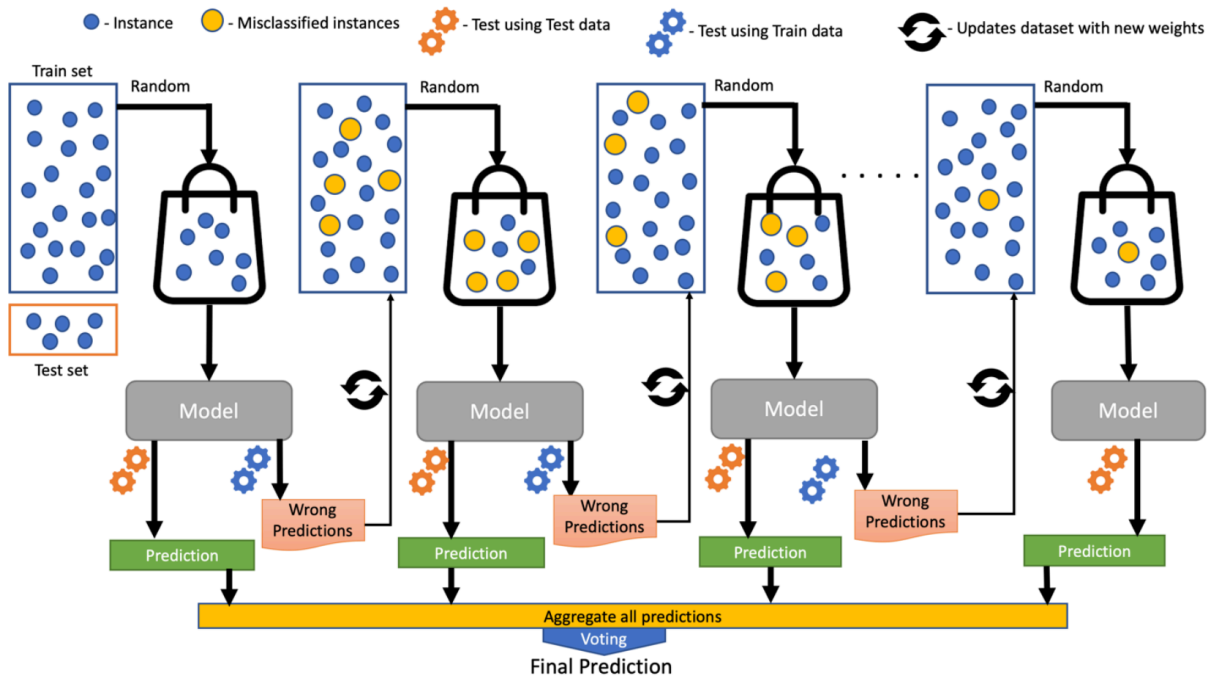 - Instance
- Misclassified instances
- Test using Test data
- Test using Train data
- Updates dataset with new weights
Train set
Random
Random
Random
Random
Test set
Model
Model
Model
Model
Wrong
Predictions
Wrong
Predictions
Wrong
Predictions
Prediction
Prediction
Prediction
Prediction
Aggregate all predictions
Voting
Final Prediction